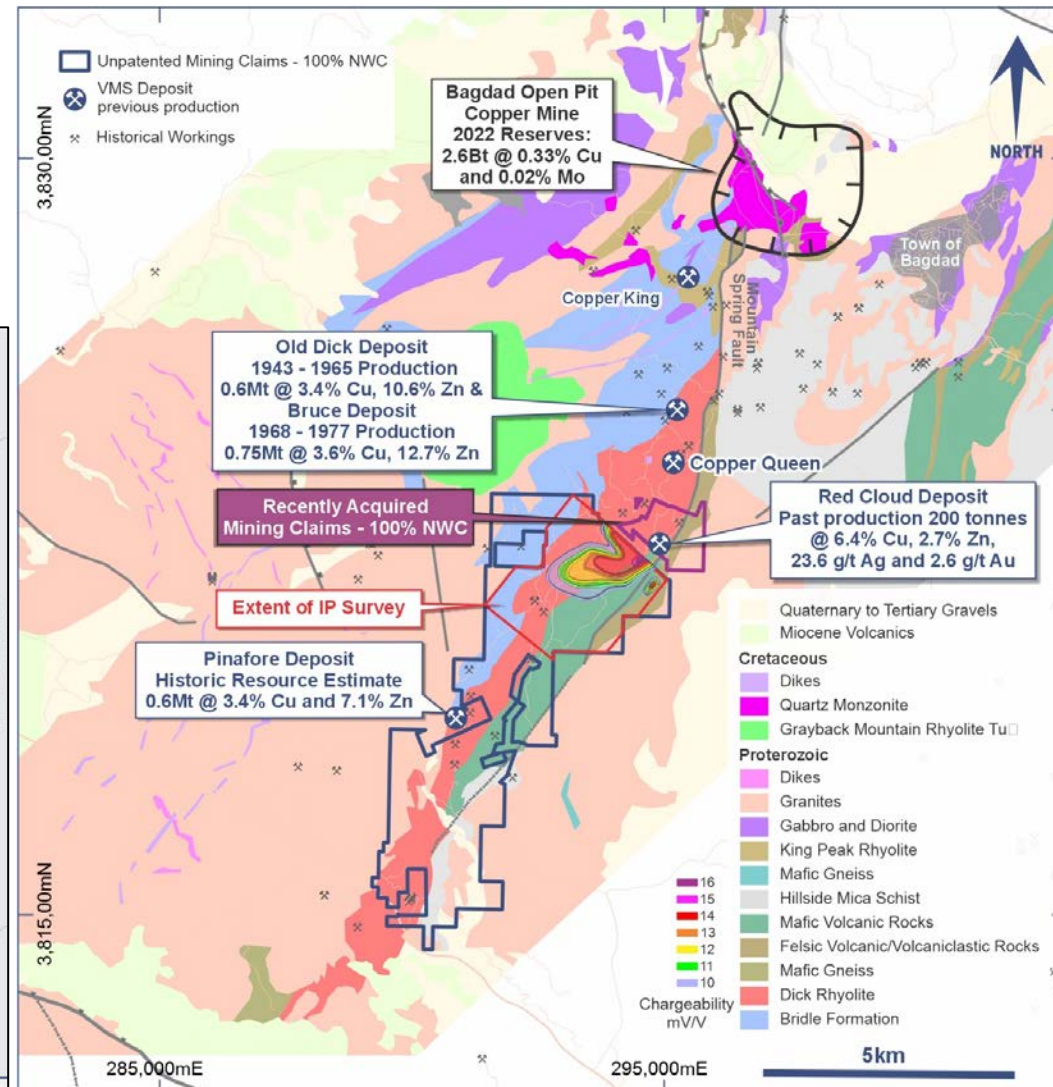 Unpatented Mining Claims - 100% NWC
VMS Deposit
previous production
Historical Workings
Bagdad Open Pit
Copper Mine
2022 Reserves:
2.6Bt @ 0.33% Cu
and 0.02% Mo
NORTH
3,830,000mN
Town of
Bagdad
Copper King
Mountain
Spring Fault
Old Dick Deposit
1943 - 1965 Production
0.6Mt @ 3.4% Cu, 10.6% Zn &
Bruce Deposit
1968 - 1977 Production
0.75Mt @ 3.6% Cu, 12.7% Zn
Copper Queen
Recently Acquired
Mining Claims - 100% NWC
Red Cloud Deposit
Past production 200 tonnes
@ 6.4% Cu, 2.7% Zn,
23.6 g/t Ag and 2.6 g/t Au
Extent of IP Survey
Pinafore Deposit
Historic Resource Estimate
0.6Mt @ 3.4% Cu and 7.1% Zn
Quaternary to Tertiary Gravels
Miocene Volcanics
Cretaceous
Dikes
Quartz Monzonite
Grayback Mountain Rhyolite Tu□
Proterozoic
Dikes
Granites
Gabbro and Diorite
King Peak Rhyolite
Mafic Gneiss
Hillside Mica Schist
Mafic Volcanic Rocks
Felsic Volcanic/Volcaniclastic Rocks
Mafic Gneiss
Dick Rhyolite
Bridle Formation
16
15
14
13
12
11
10
Chargeability
mV/V
3,815,00mN
285,000mE
295,000mE
5km